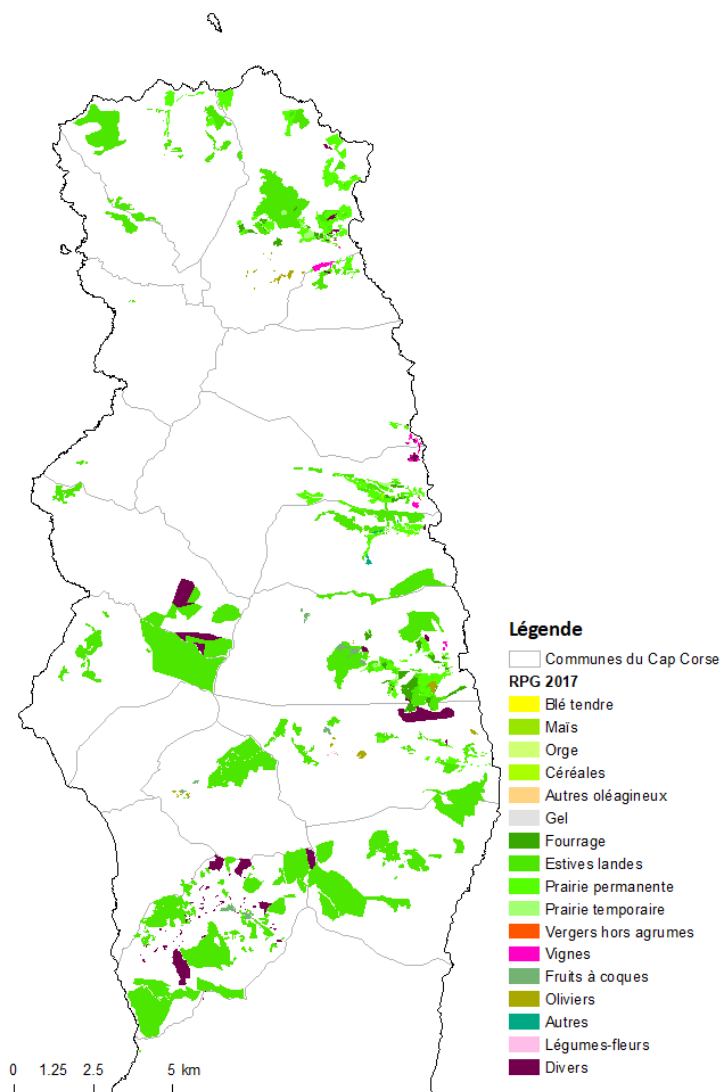 Légende
Communes du Cap Corse
RPG 2017
Blé tendre
Maïs
Orge
Céréales
Autres oléagineux
Gel
Fourrage
Estives landes
Prairie permanente
Prairie temporaire
Vergers hors agrumes
Vignes
Fruits à coques
Oliviers
Autres
Légumes-fleurs
Divers
0 1.25 2.5 5 km